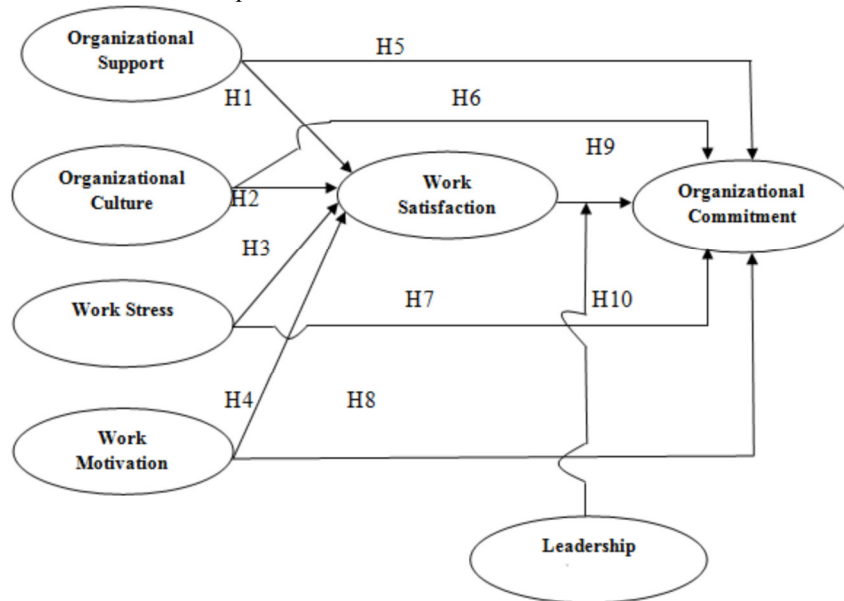 Organizational
Support
H5
H1
H6
H9
Organizational
Culture
H2
Work
Satisfaction
Organizational
Commitment
H3
Work Stress
H7
H10
H4
H8
Work
Motivation
Leadership